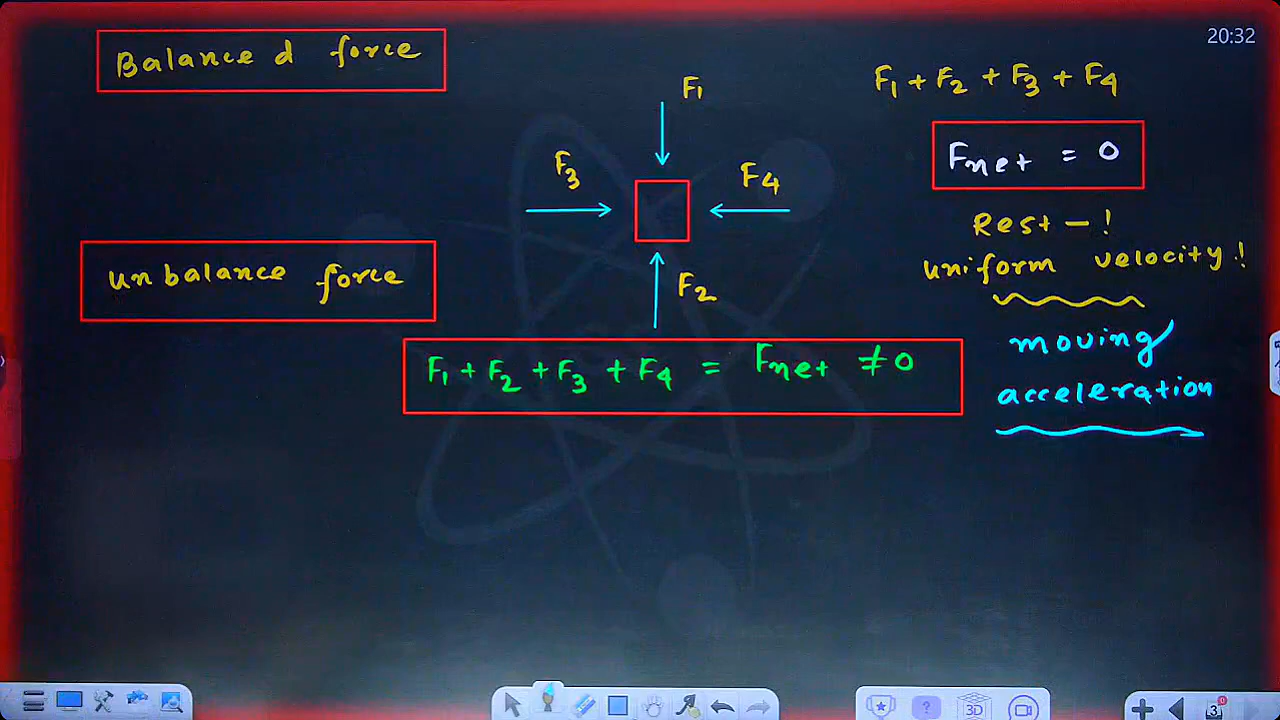 20:32
Balance d force
F1
F1 + F2 + F3 + F4
Fnet = 0
F3
F4
Rest - !
uniform velocity !
unbalance force
F2
moving
F1 + F2 + F3 + F4 = Fnet ≠ 0
acceleration
?
3D
3